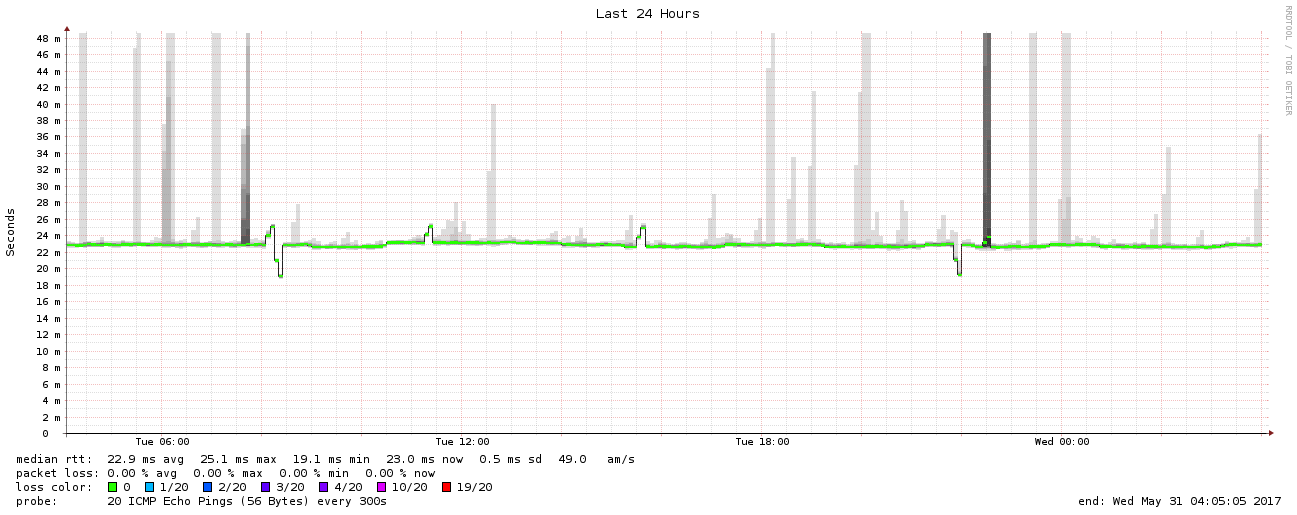 Last 24 Hours
RRDTOOL / TOBI OETIKER
Seconds
48 m
46 m
44 m
42 m
40 m
38 m
36 m
34 m
32 m
30 m
28 m
26 m
24 m
22 m
20 m
18 m
16 m
14 m
12 m
10 m
8 m
6 m
4 m
2 m
0
Tue 06:00 Tue 12:00 Tue 18:00 Wed 00:00
median rtt: 22.9 ms avg 25.1 ms max 19.1 ms min 23.0 ms now 0.5 ms sd 49.0 am/s
packet loss: 0.00 % avg 0.00 % max 0.00 % min 0.00 % now
loss color: 0 1/20 2/20 3/20 4/20 10/20 19/20
probe: 20 ICMP Echo Pings (56 Bytes) every 300s end: Wed May 31 04:05:05 2017